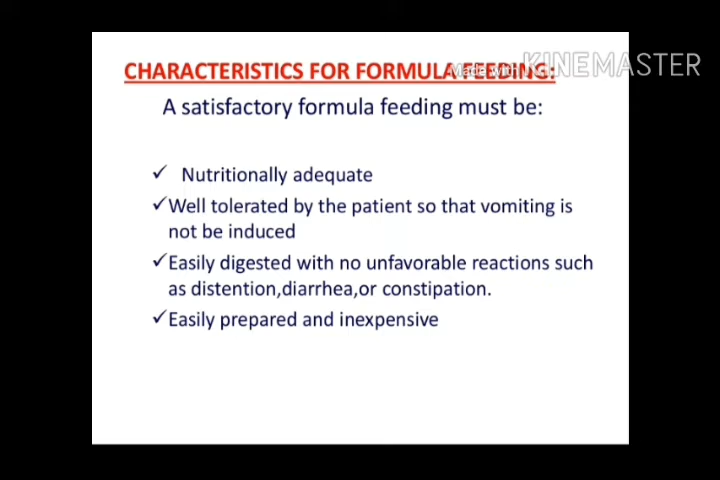 CHARACTERISTICS FOR FORMULA FEEDING:
Made with KINEMASTER
A satisfactory formula feeding must be:
✓ Nutritionally adequate
✓Well tolerated by the patient so that vomiting is
not be induced
✓Easily digested with no unfavorable reactions such
as distention,diarrhea,or constipation.
✓Easily prepared and inexpensive